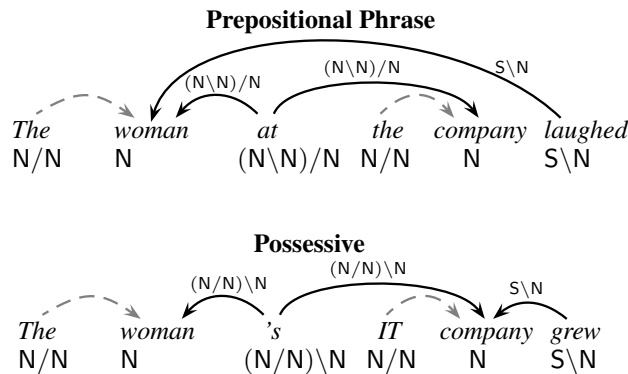 Prepositional Phrase
S\N
(N\N)/N (N\N)/N
The woman at the company laughed
N/N N (N\N)/N N/N N S\N
Possessive
(N/N)\N (N/N)\N S\N
The woman 's IT company grew
N/N N (N/N)\N N/N N S\N